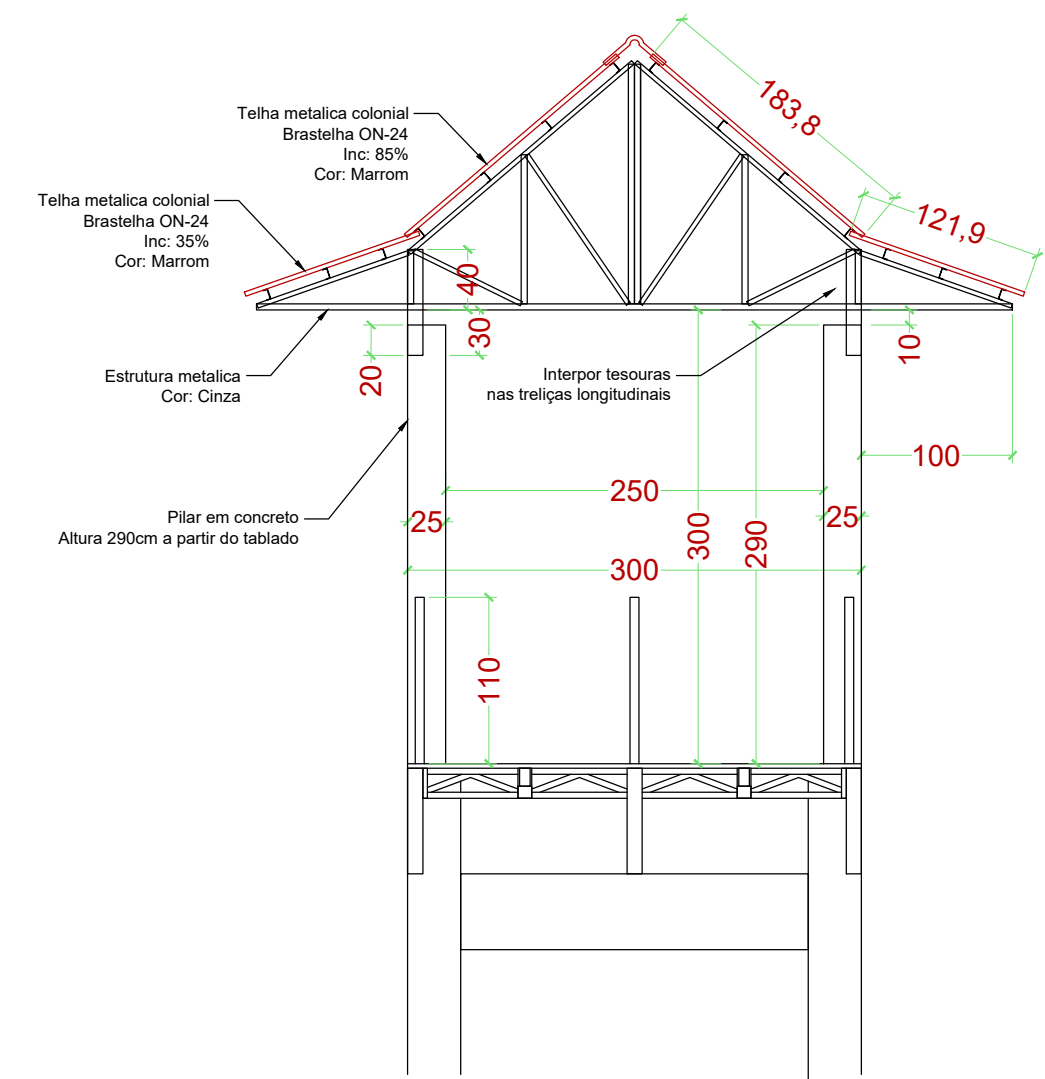 183,8
Telha metalica colonial
Brastelha ON-24
Inc: 85%
Cor: Marrom
Telha metalica colonial
Brastelha ON-24
Inc: 35%
Cor: Marrom
121,9
40
30
20
10
Estrutura metalica
Cor: Cinza
Interpor tesouras
nas treliças longitudinais
100
250
25
25
Pilar em concreto
Altura 290cm a partir do tablado
300
290
300
110